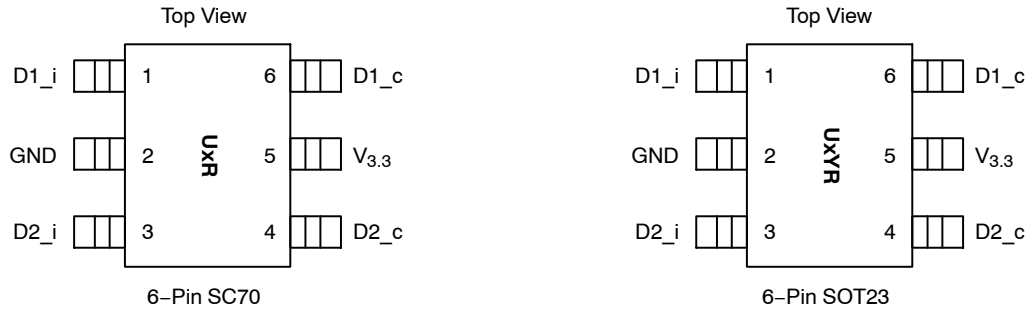 Top View
D1_i 1 6 D1_c
GND 2 UxR 5 V3.3
D2_i 3 4 D2_c
6−Pin SC70
Top View
D1_i 1 6 D1_c
GND 2 UxYR 5 V3.3
D2_i 3 4 D2_c
6−Pin SOT23